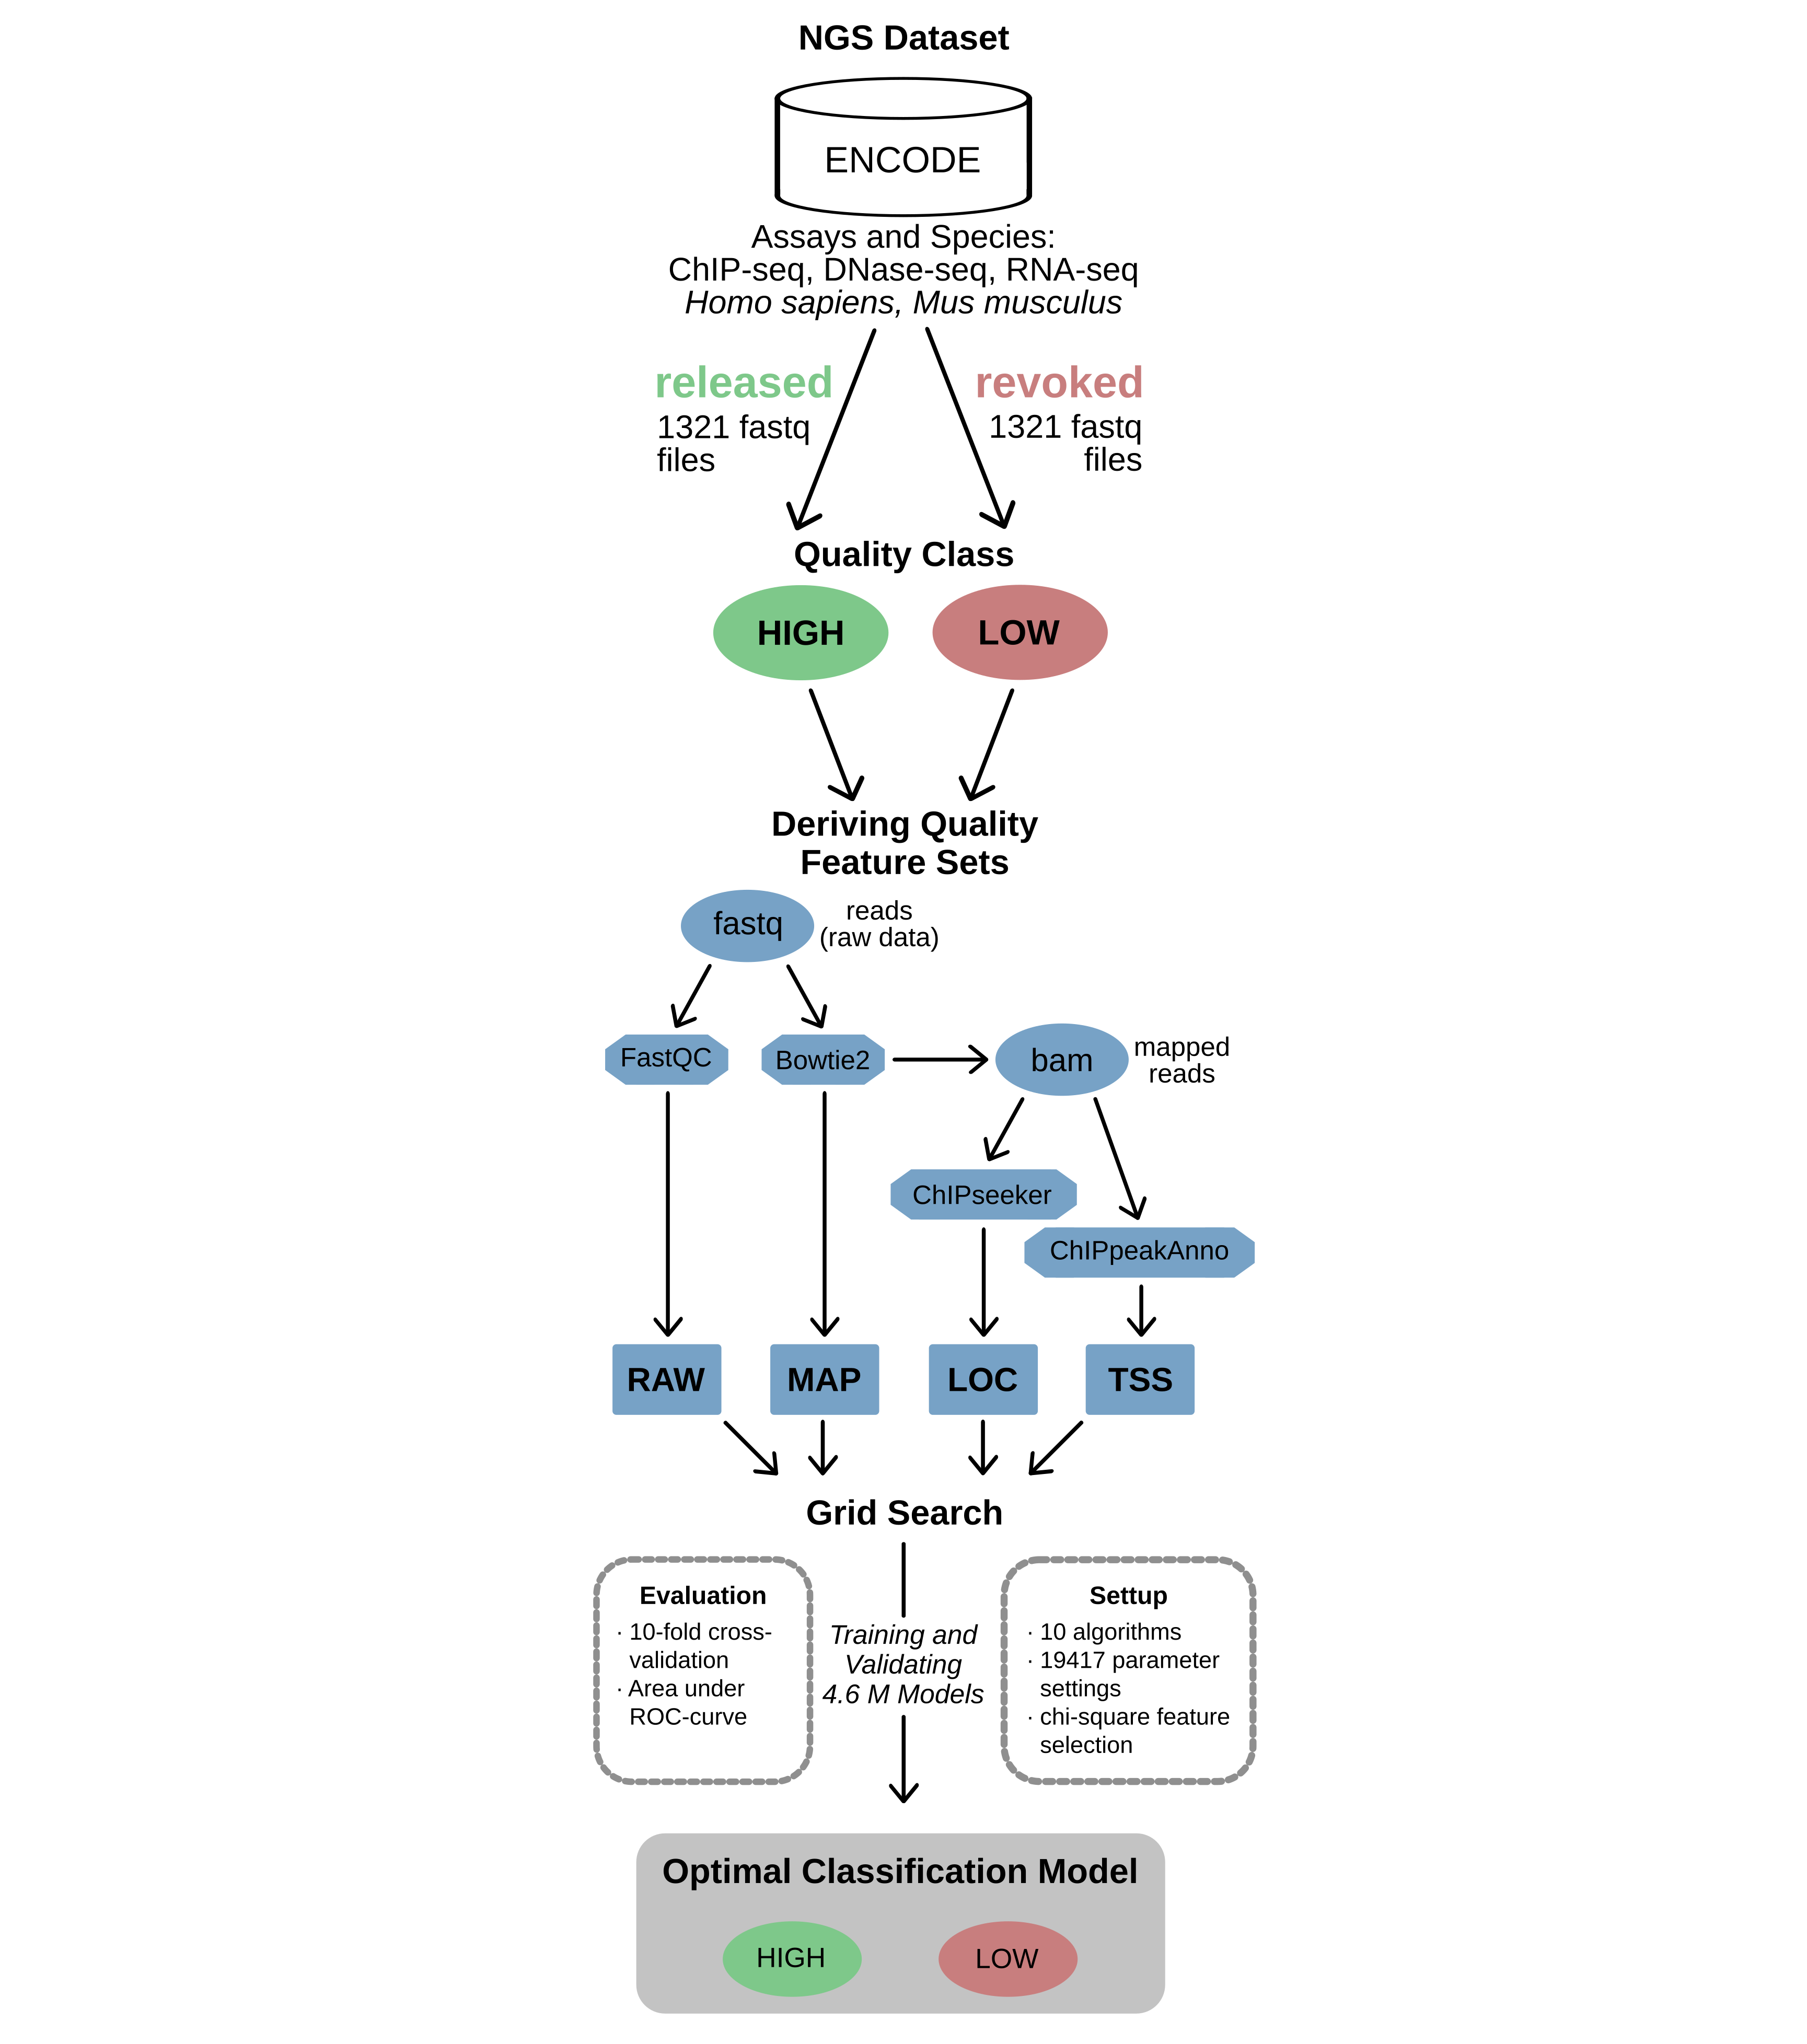 NGS Dataset
ENCODE
Assays and Species:
ChIP-seq, DNase-seq, RNA-seq
Homo sapiens, Mus musculus
released
1321 fastq
files
revoked
1321 fastq
files
Quality Class
HIGH
LOW
Deriving Quality
Feature Sets
fastq
reads
(raw data)
FastQC
Bowtie2
bam
mapped
reads
ChIPseeker
ChIPpeakAnno
RAW
MAP
LOC
TSS
Grid Search
Evaluation
· 10-fold cross-
validation
· Area under
ROC-curve
Training and
Validating
4.6 M Models
Settup
· 10 algorithms
· 19417 parameter
settings
· chi-square feature
selection
Optimal Classification Model
HIGH
LOW